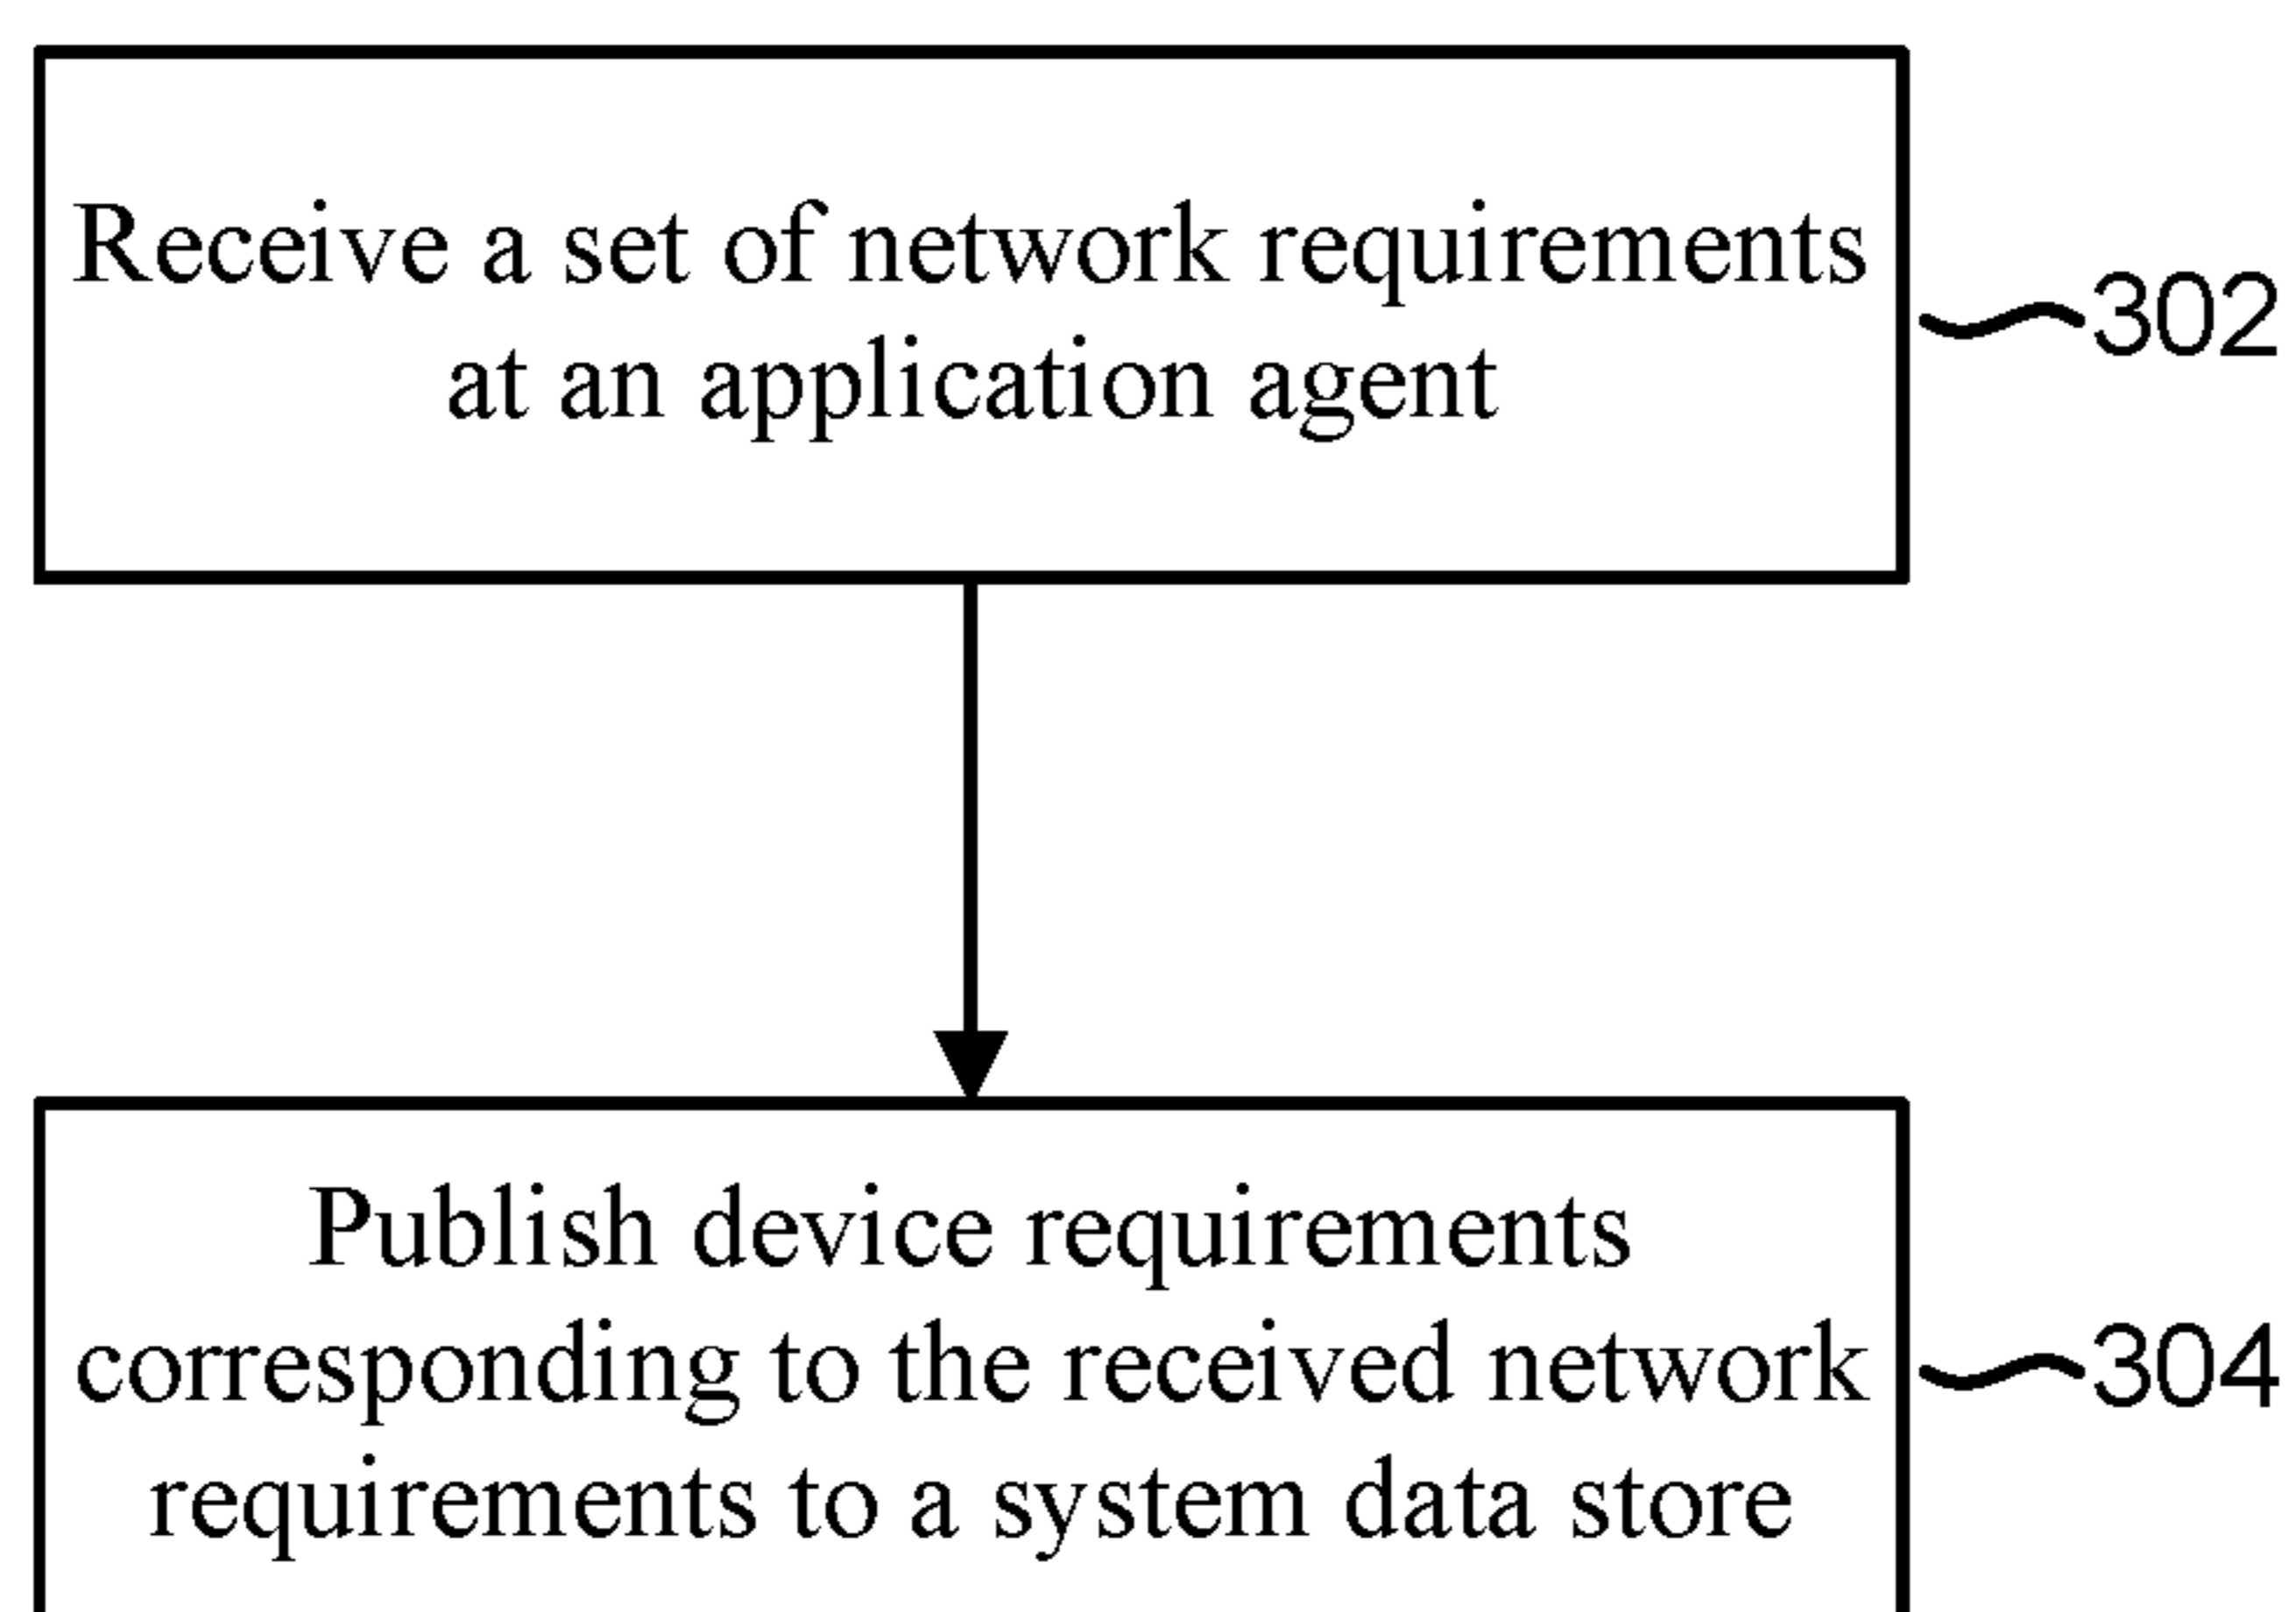 Receive a set of network requirements
at an application agent
302
Publish device requirements
corresponding to the received network
requirements to a system data store
304